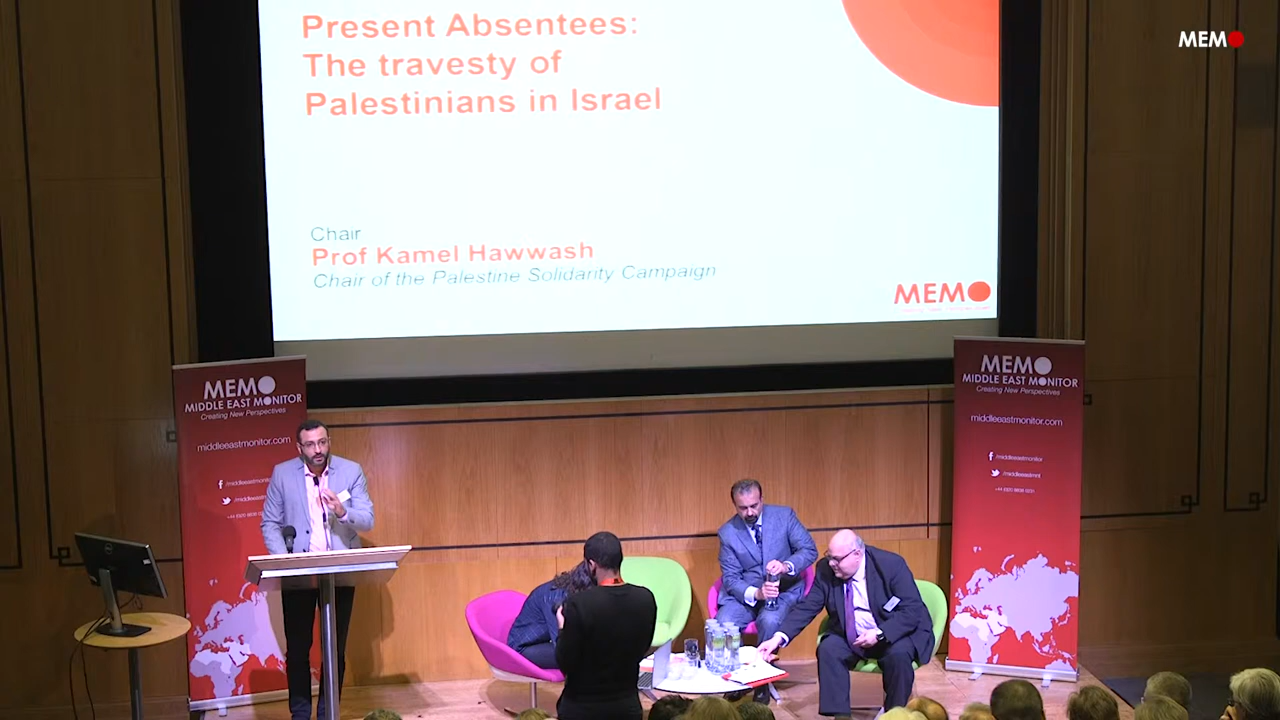 Present Absentees:
The travesty of
Palestinians in Israel
Chair
Prof Kamel Hawwash
Chair of the Palestine Solidarity Campaign
MEMO
MEMO
MEMO
MIDDLE EAST MONITOR
Creating New Perspectives
middleeastmonitor.com
MEMO
MIDDLE EAST MONITOR
Creating New Perspectives
middleeastmonitor.com
/middleeastmonitor
/middleeastmnt